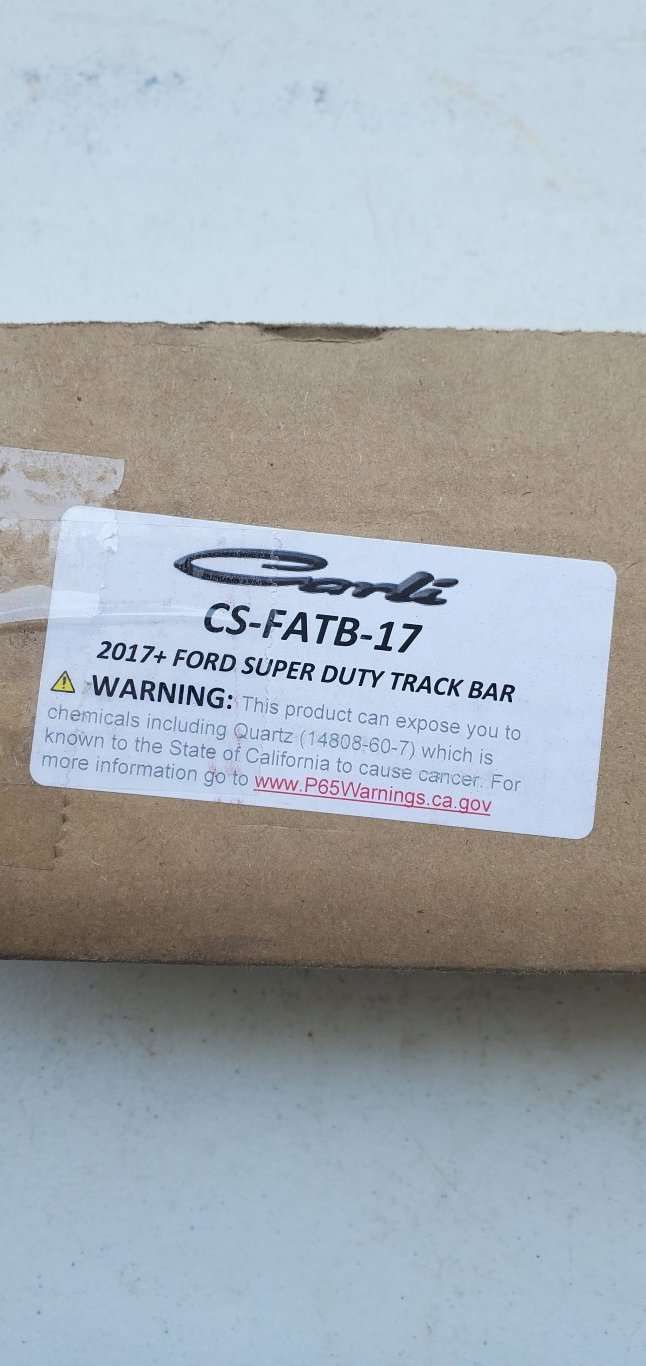 Carli
CS-FATB-17
2017+ FORD SUPER DUTY TRACK BAR
WARNING: This product can expose you to
chemicals including Quartz (14808-60-7) which is
known to the State of California to cause cancer. For
more information go to www.P65Warnings.ca.gov